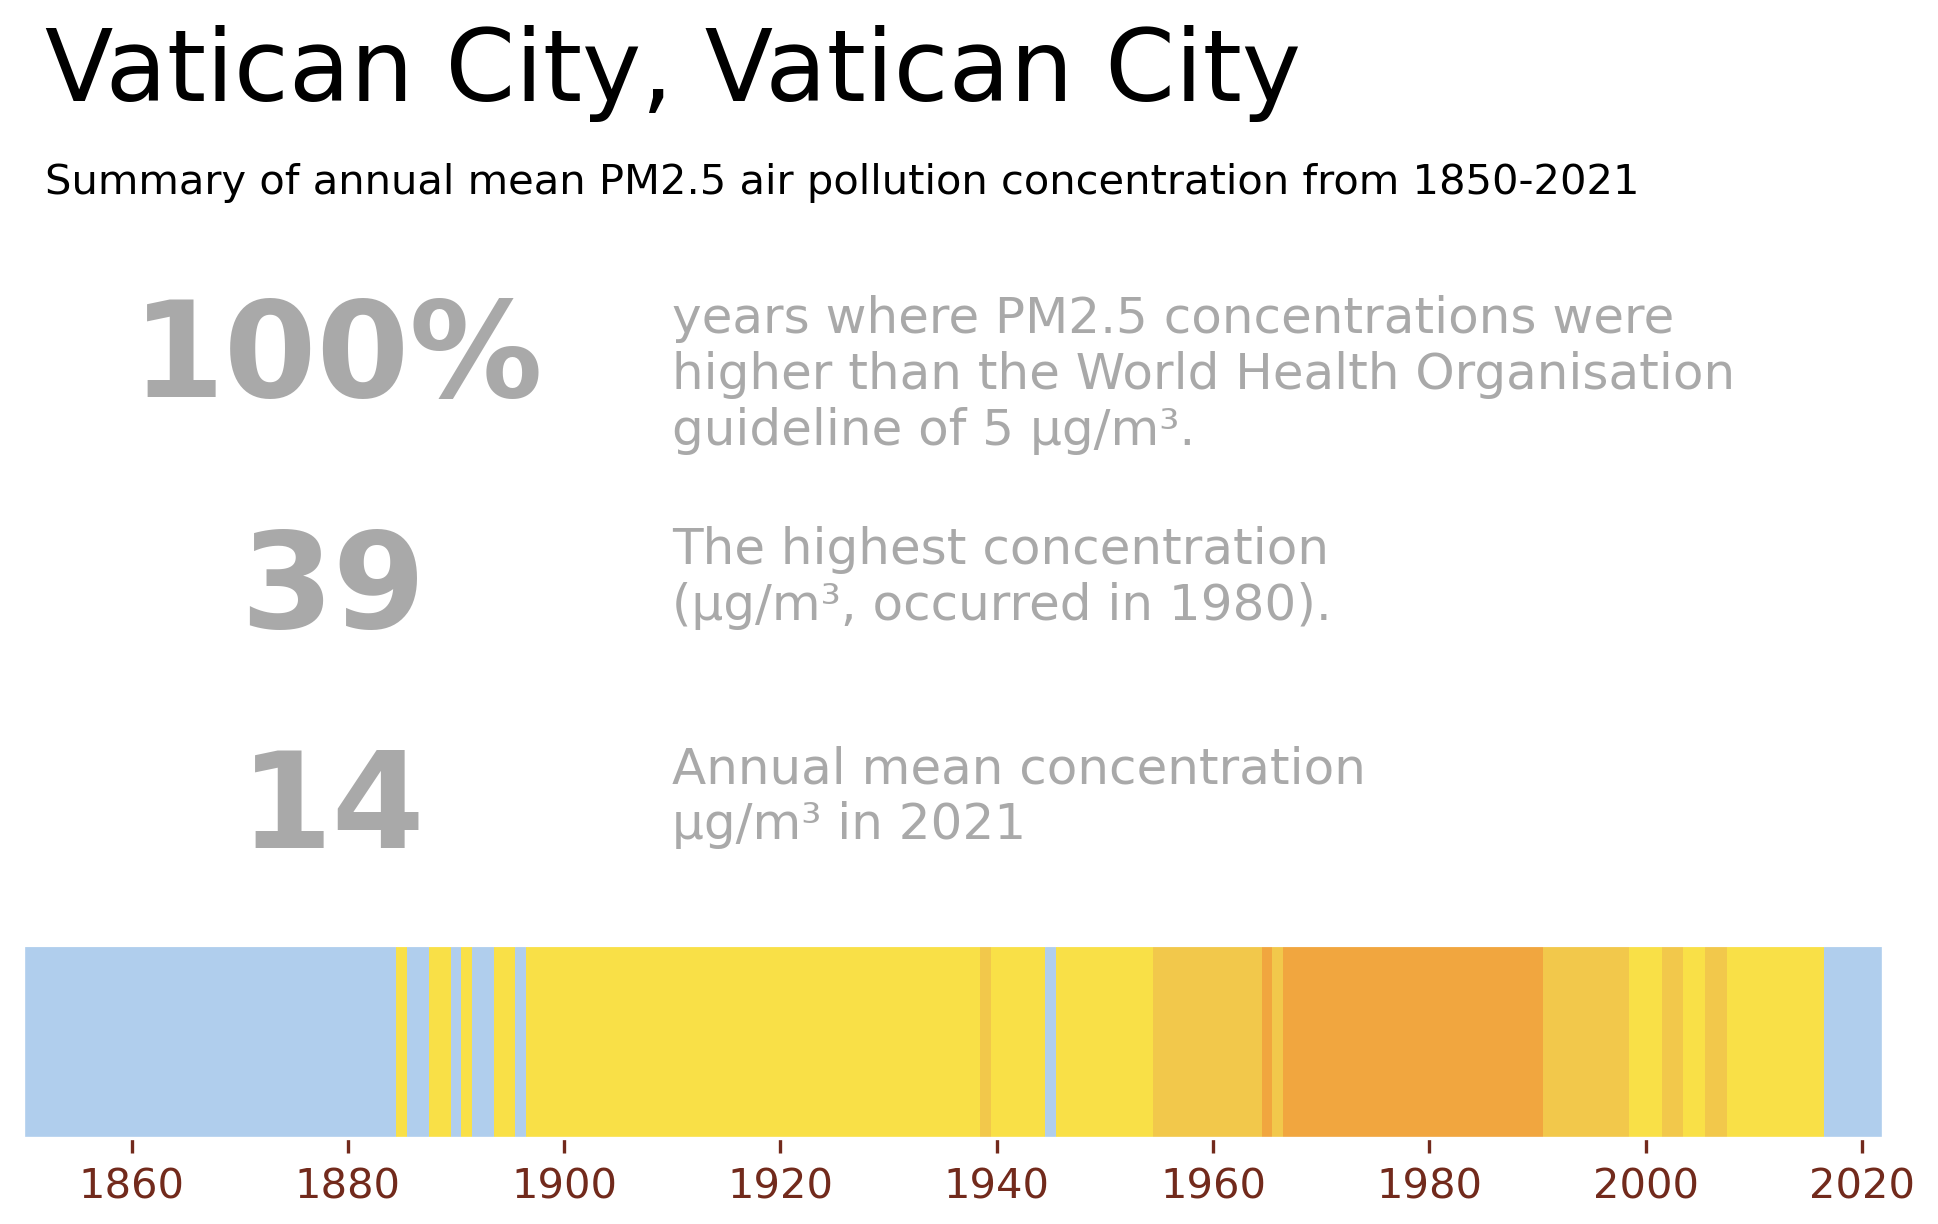 Vatican City, Vatican City
Summary of annual mean PM2.5 air pollution concentration from 1850-2021
100%
years where PM2.5 concentrations were
higher than the World Health Organisation
guideline of 5 µg/m³.
39
The highest concentration
(µg/m³, occurred in 1980).
14
Annual mean concentration
µg/m³ in 2021
1860 1880 1900 1920 1940 1960 1980 2000 2020